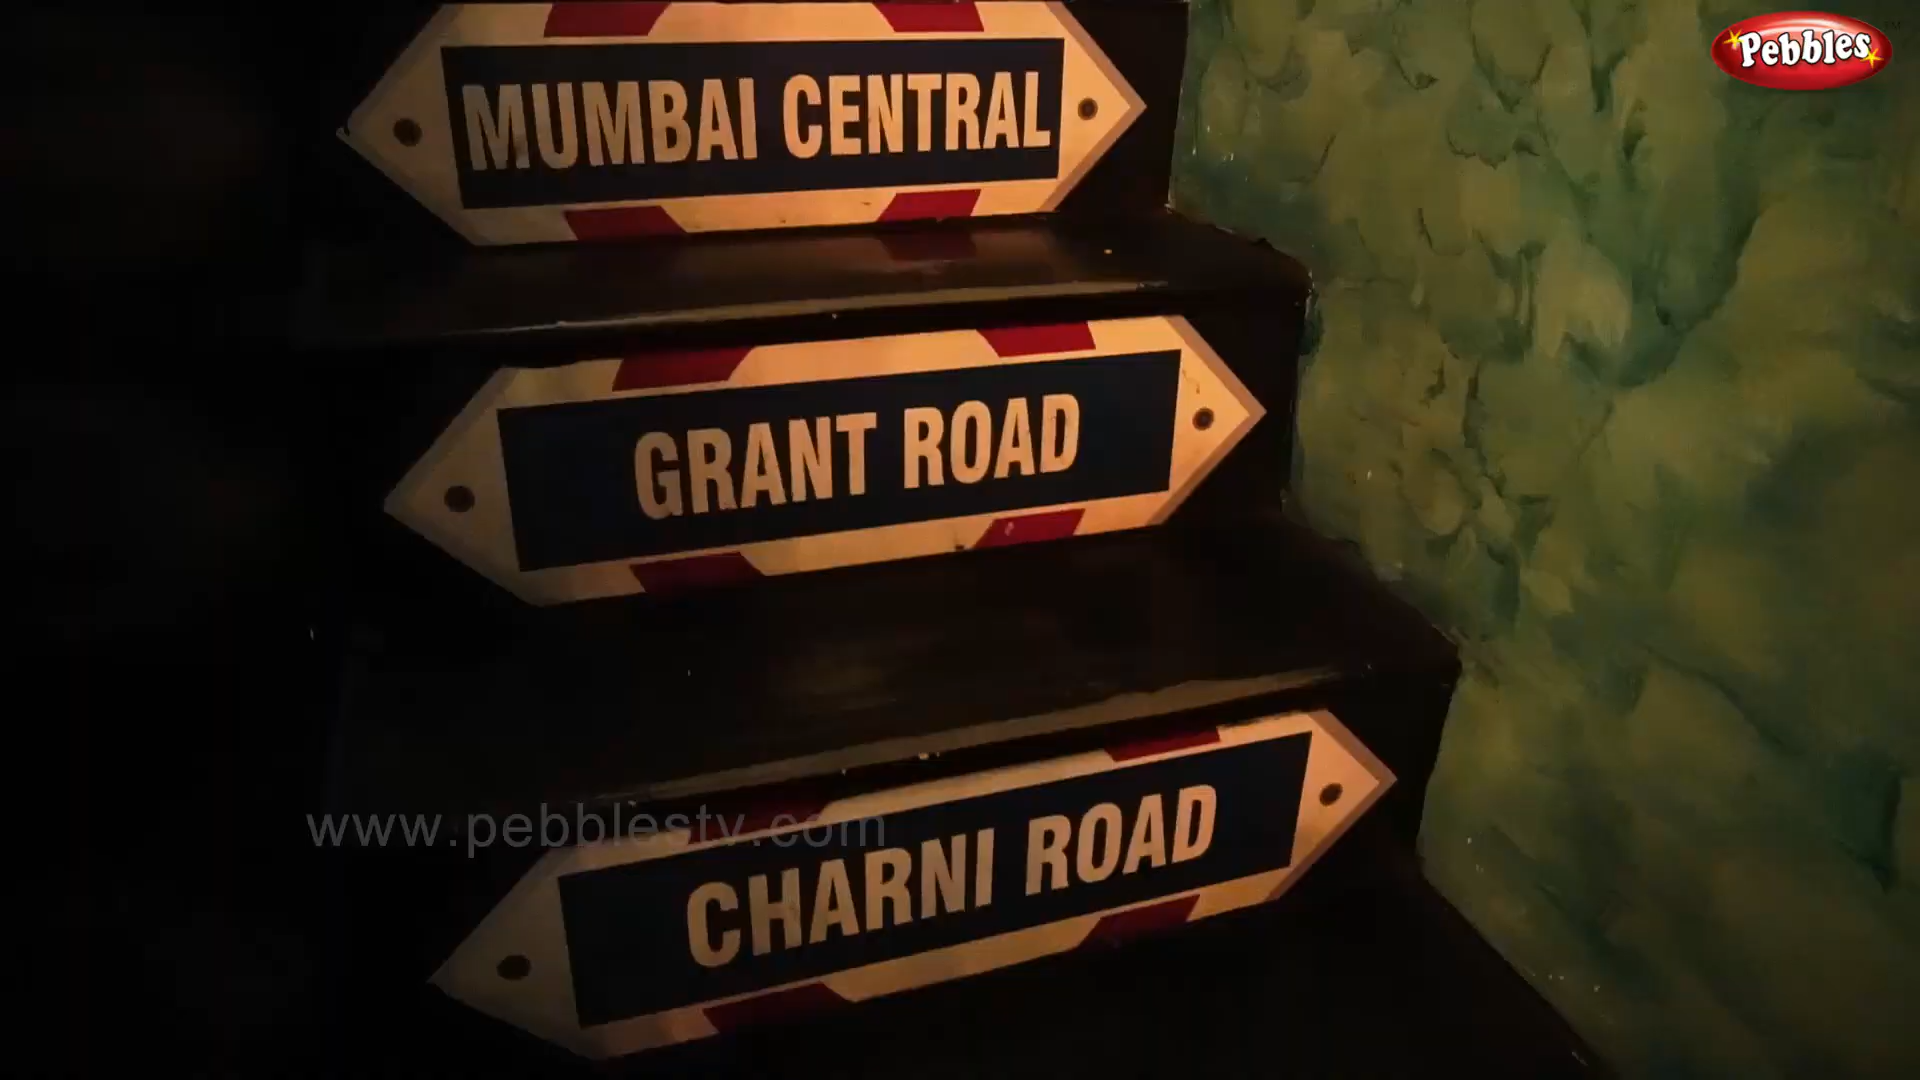 Pebbles
MUMBAI CENTRAL
GRANT ROAD
www.pebblestv.com
CHARNI ROAD